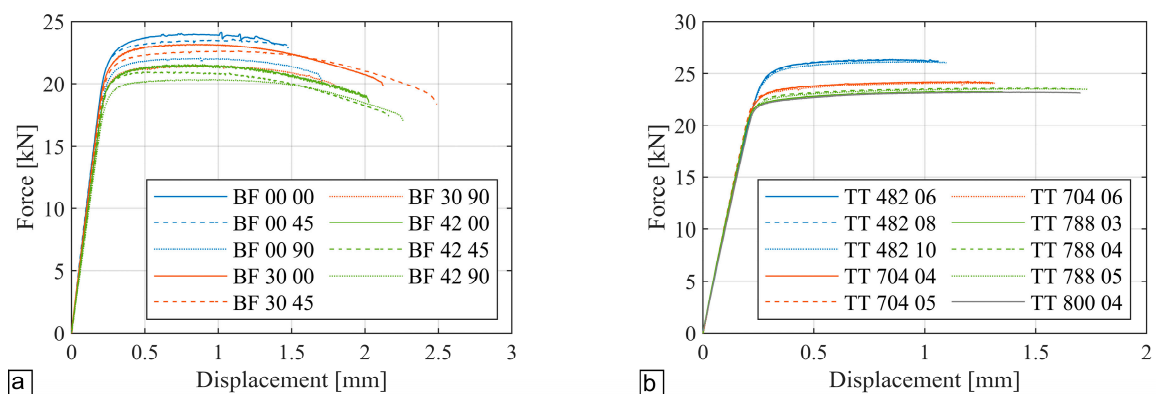 25
20
15
10
5
0
Force [kN]
BF 00 00
BF 00 45
BF 00 90
BF 30 00
BF 30 45
BF 30 90
BF 42 00
BF 42 45
BF 42 90
0 0.5 1 1.5 2 2.5 3
Displacement [mm]
a
30
25
20
15
10
5
0
Force [kN]
TT 482 06
TT 482 08
TT 482 10
TT 704 04
TT 704 05
TT 704 06
TT 788 03
TT 788 04
TT 788 05
TT 800 04
0 0.5 1 1.5 2
Displacement [mm]
b